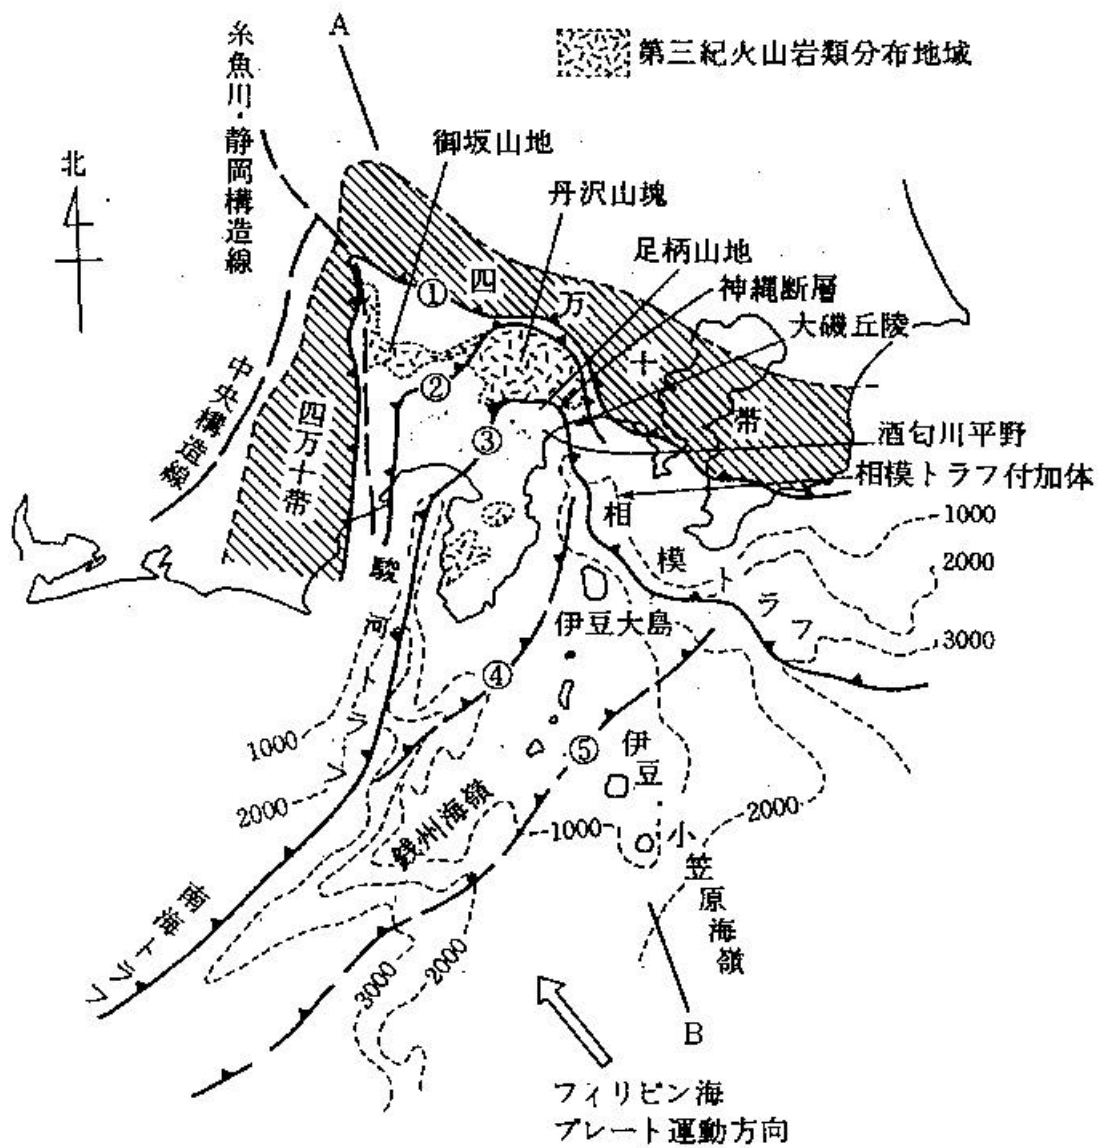 A
第三紀火山岩類分布地域
糸魚川・静岡構造線
北
御坂山地
丹沢山塊
足柄山地
神縄断層
大磯丘陵
①
四万十帯
中央構造線
四万十帯
②
③
酒匂川平野
相模トラフ付加体
相模トラフ
1000
2000
3000
駿河トラフ
伊豆大島
④
⑤
1000
2000
銭州海嶺
1000
2000
伊豆小笠原海嶺
南海トラフ
3000
2000
B
フィリピン海
プレート運動方向